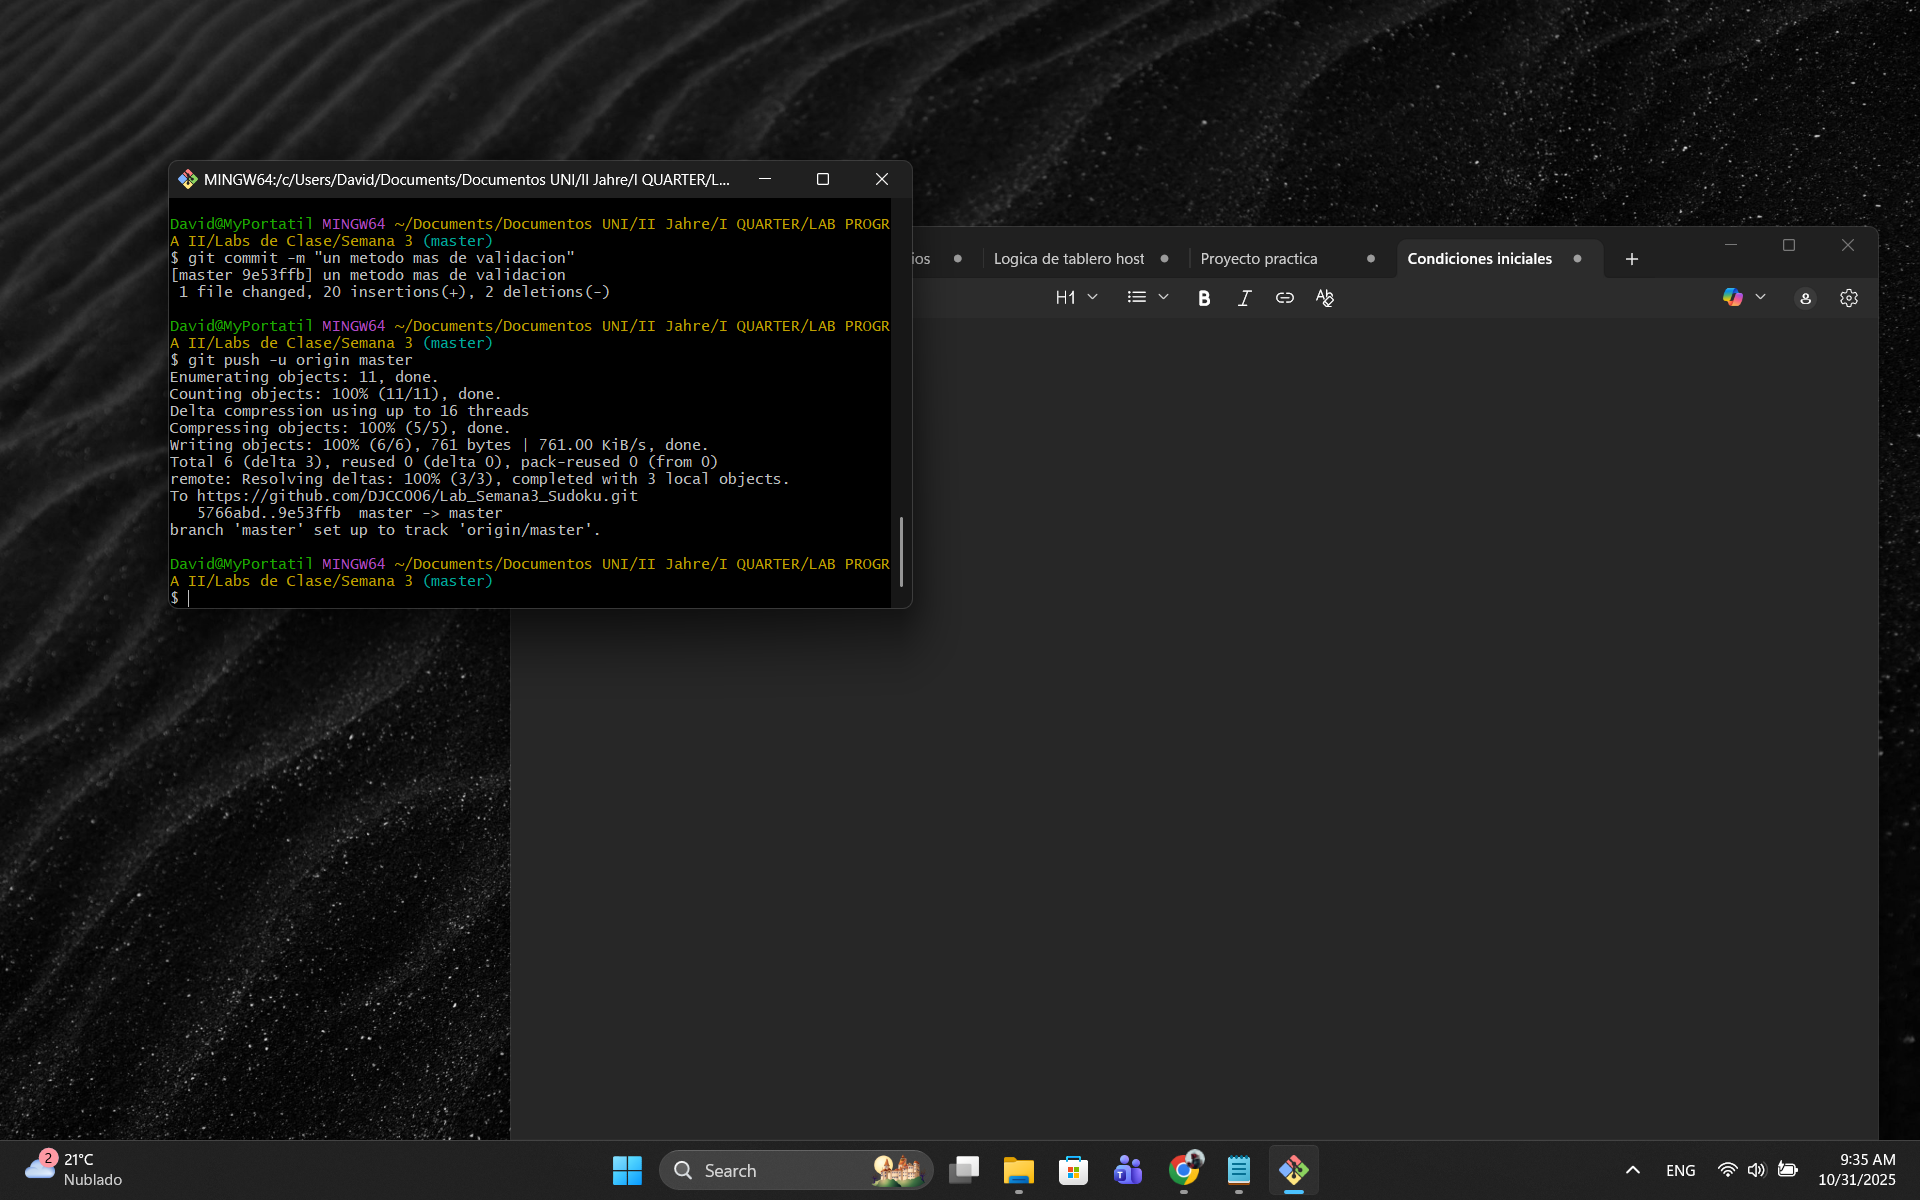 MINGW64:/c/Users/David/Documents/Documentos UNI/II Jahre/I QUARTER/L...
David@MyPortatil MINGW64 ~/Documents/Documentos UNI/II Jahre/I QUARTER/LAB PROGR
A II/Labs de Clase/Semana 3 (master)
$ git commit -m "un metodo mas de validacion"
[master 9e53ffb] un metodo mas de validacion
1 file changed, 20 insertions(+), 2 deletions(-)
David@MyPortatil MINGW64 ~/Documents/Documentos UNI/II Jahre/I QUARTER/LAB PROGR
A II/Labs de Clase/Semana 3 (master)
$ git push -u origin master
Enumerating objects: 11, done.
Counting objects: 100% (11/11), done.
Delta compression using up to 16 threads
Compressing objects: 100% (5/5), done.
Writing objects: 100% (6/6), 761 bytes | 761.00 KiB/s, done.
Total 6 (delta 3), reused 0 (delta 0), pack-reused 0 (from 0)
remote: Resolving deltas: 100% (3/3), completed with 3 local objects.
To https://github.com/DJCC006/Lab_Semana3_Sudoku.git
5766abd..9e53ffb  master -> master
branch 'master' set up to track 'origin/master'.
David@MyPortatil MINGW64 ~/Documents/Documentos UNI/II Jahre/I QUARTER/LAB PROGR
A II/Labs de Clase/Semana 3 (master)
$
ios
Logica de tablero host
Proyecto practica
Condiciones iniciales
H1
B
I
2
21°C
Nublado
Search
ENG
9:35 AM
10/31/2025